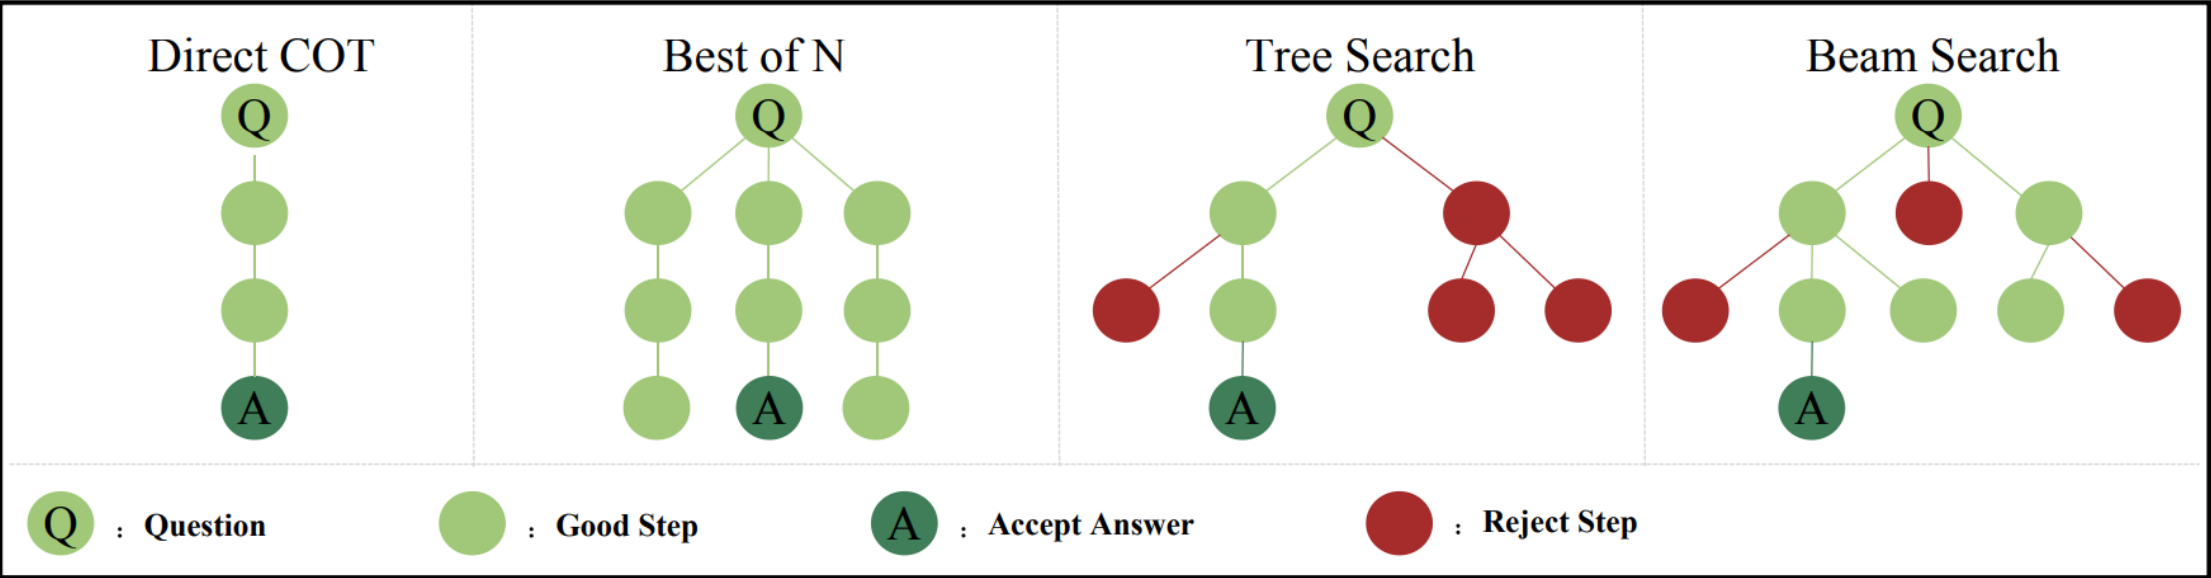 Direct COT
Best of N
Tree Search
Beam Search
Q
Q
Q
Q
A
A
A
A
Q : Question
: Good Step
A : Accept Answer
: Reject Step